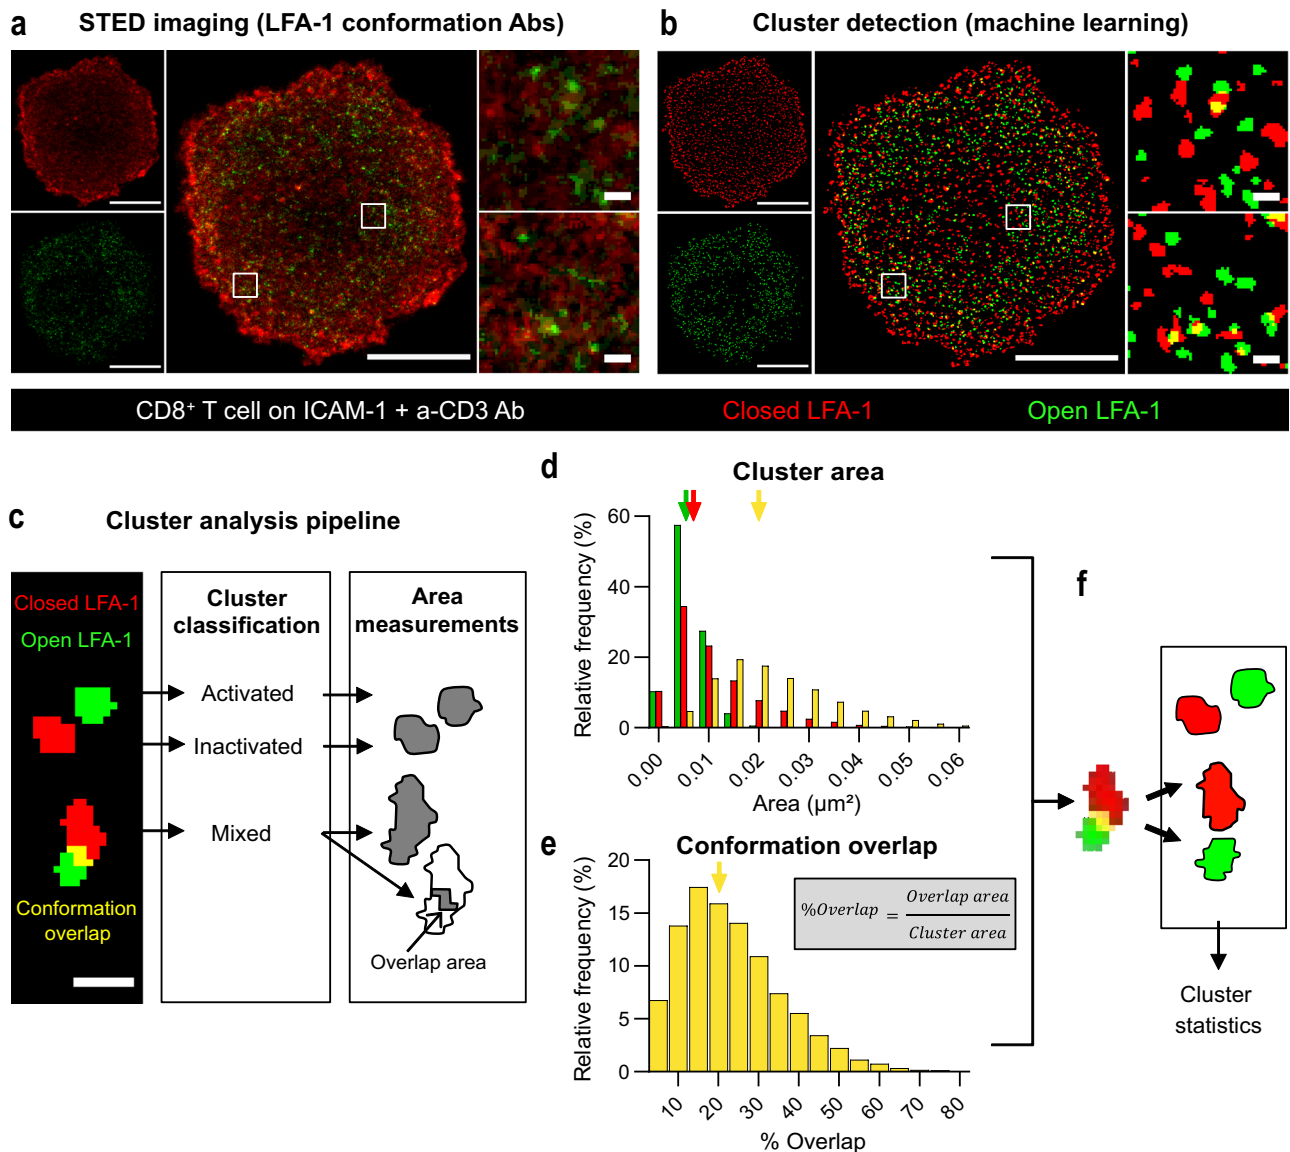 a STED imaging (LFA-1 conformation Abs)
b Cluster detection (machine learning)
CD8⁺ T cell on ICAM-1 + a-CD3 Ab Closed LFA-1 Open LFA-1
c Cluster analysis pipeline
Closed LFA-1
Open LFA-1
Conformation
overlap
Cluster
classification
Activated
Inactivated
Mixed
Area
measurements
Overlap area
d Cluster area
Relative frequency (%)
60
40
20
0
0.00 0.01 0.02 0.03 0.04 0.05 0.06
Area (µm²)
e Conformation overlap
Relative frequency (%)
20
15
10
5
0
%Overlap = Overlap area
Cluster area
10 20 30 40 50 60 70 80
% Overlap
f
Cluster
statistics